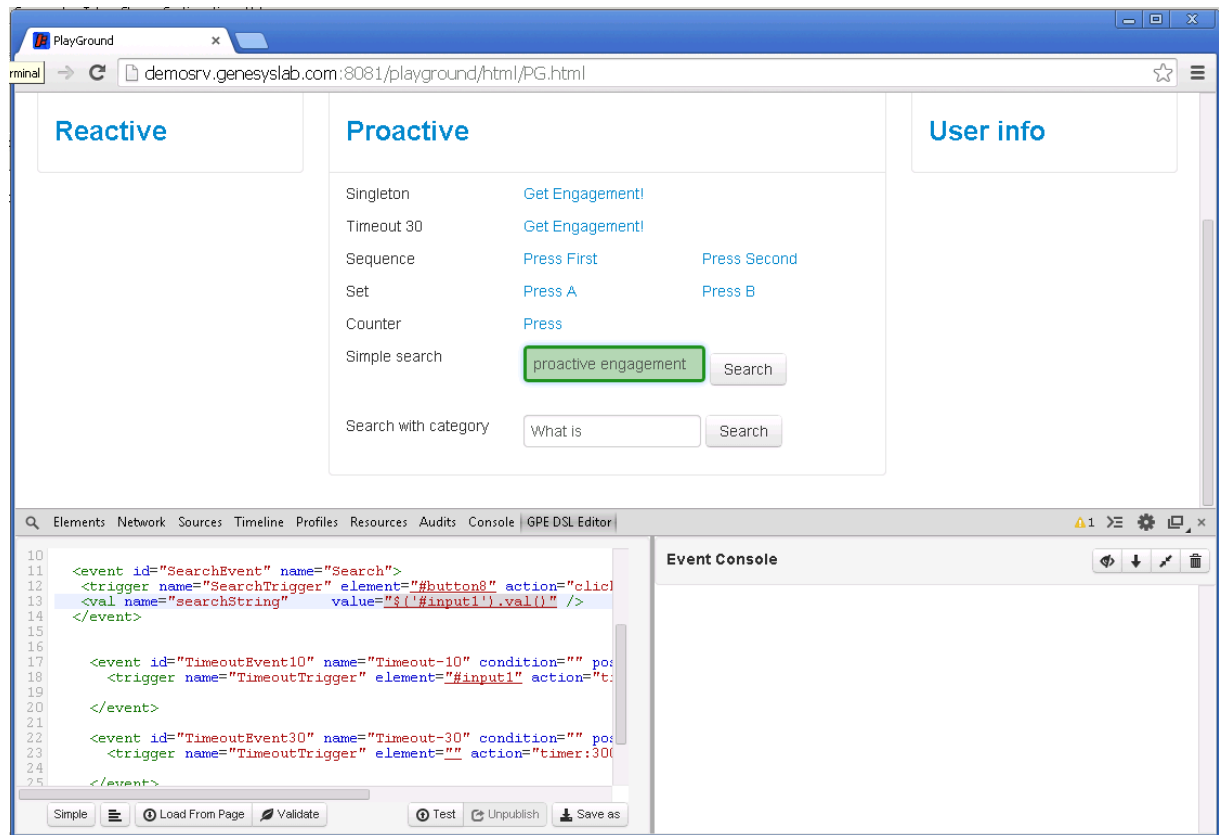 PlayGround
rminal
demosrv.genesyslab.com:8081/playground/html/PG.html
Reactive
Proactive
User info
Singleton Get Engagement!
Timeout 30 Get Engagement!
Sequence Press First Press Second
Set Press A Press B
Counter Press
Simple search proactive engagement Search
Search with category What is Search
Elements Network Sources Timeline Profiles Resources Audits Console GPE DSL Editor 1
10
11 <event id="SearchEvent" name="Search">
12 <trigger name="SearchTrigger" element="#button8" action="click
13 <val name="searchString" value="$('#input1').val()" />
14 </event>
15
16
17 <event id="TimeoutEvent10" name="Timeout-10" condition="" pos
18 <trigger name="TimeoutTrigger" element="#input1" action="t
19
20 </event>
21
22 <event id="TimeoutEvent30" name="Timeout-30" condition="" pos
23 <trigger name="TimeoutTrigger" element="" action="timer:300
24
25 </event>
Event Console
Simple Load From Page Validate Test Unpublish Save as